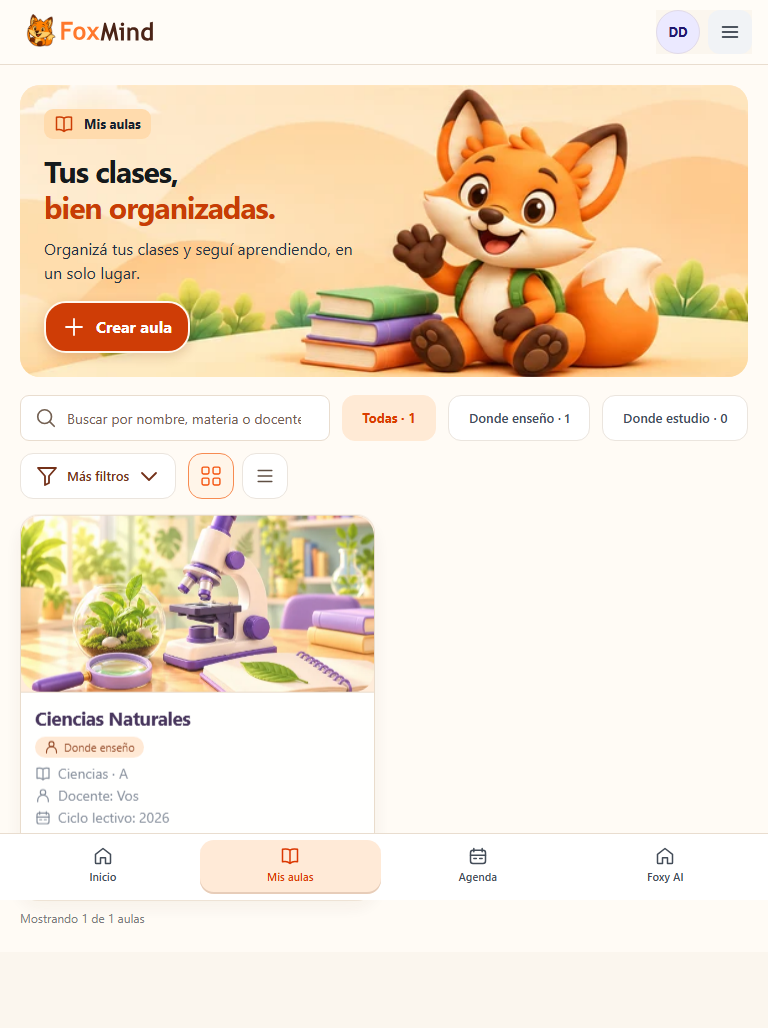 FoxMind
DD
Mis aulas
Tus clases,
bien organizadas.
Organizá tus clases y seguí aprendiendo, en
un solo lugar.
Crear aula
Buscar por nombre, materia o docente
Todas · 1
Donde enseño · 1
Donde estudio · 0
Más filtros
Ciencias Naturales
Donde enseño
Ciencias · A
Docente: Vos
Ciclo lectivo: 2026
Inicio
Mis aulas
Agenda
Foxy AI
Mostrando 1 de 1 aulas